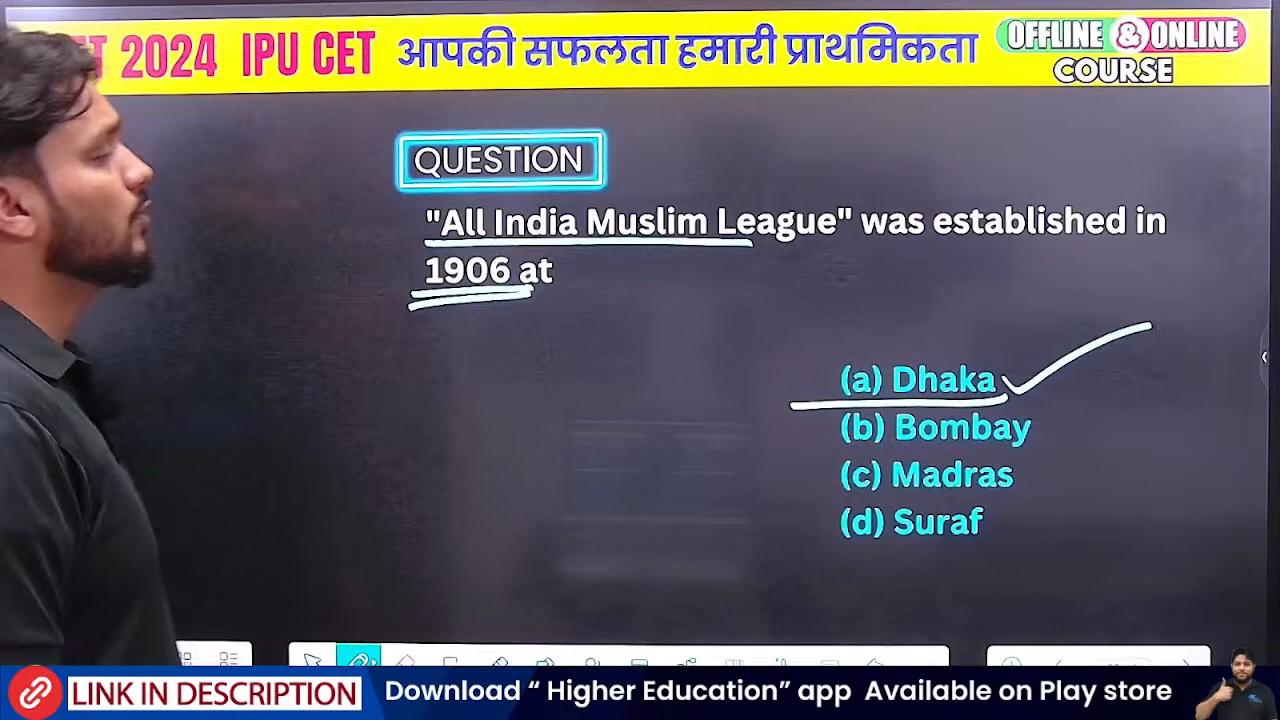 2024 IPU CET आपकी सफलता हमारी प्राथमिकता OFFLINE & ONLINE
COURSE
QUESTION
"All India Muslim League" was established in
1906 at
(a) Dhaka
(b) Bombay
(c) Madras
(d) Suraf
LINK IN DESCRIPTION Download “ Higher Education” app Available on Play store